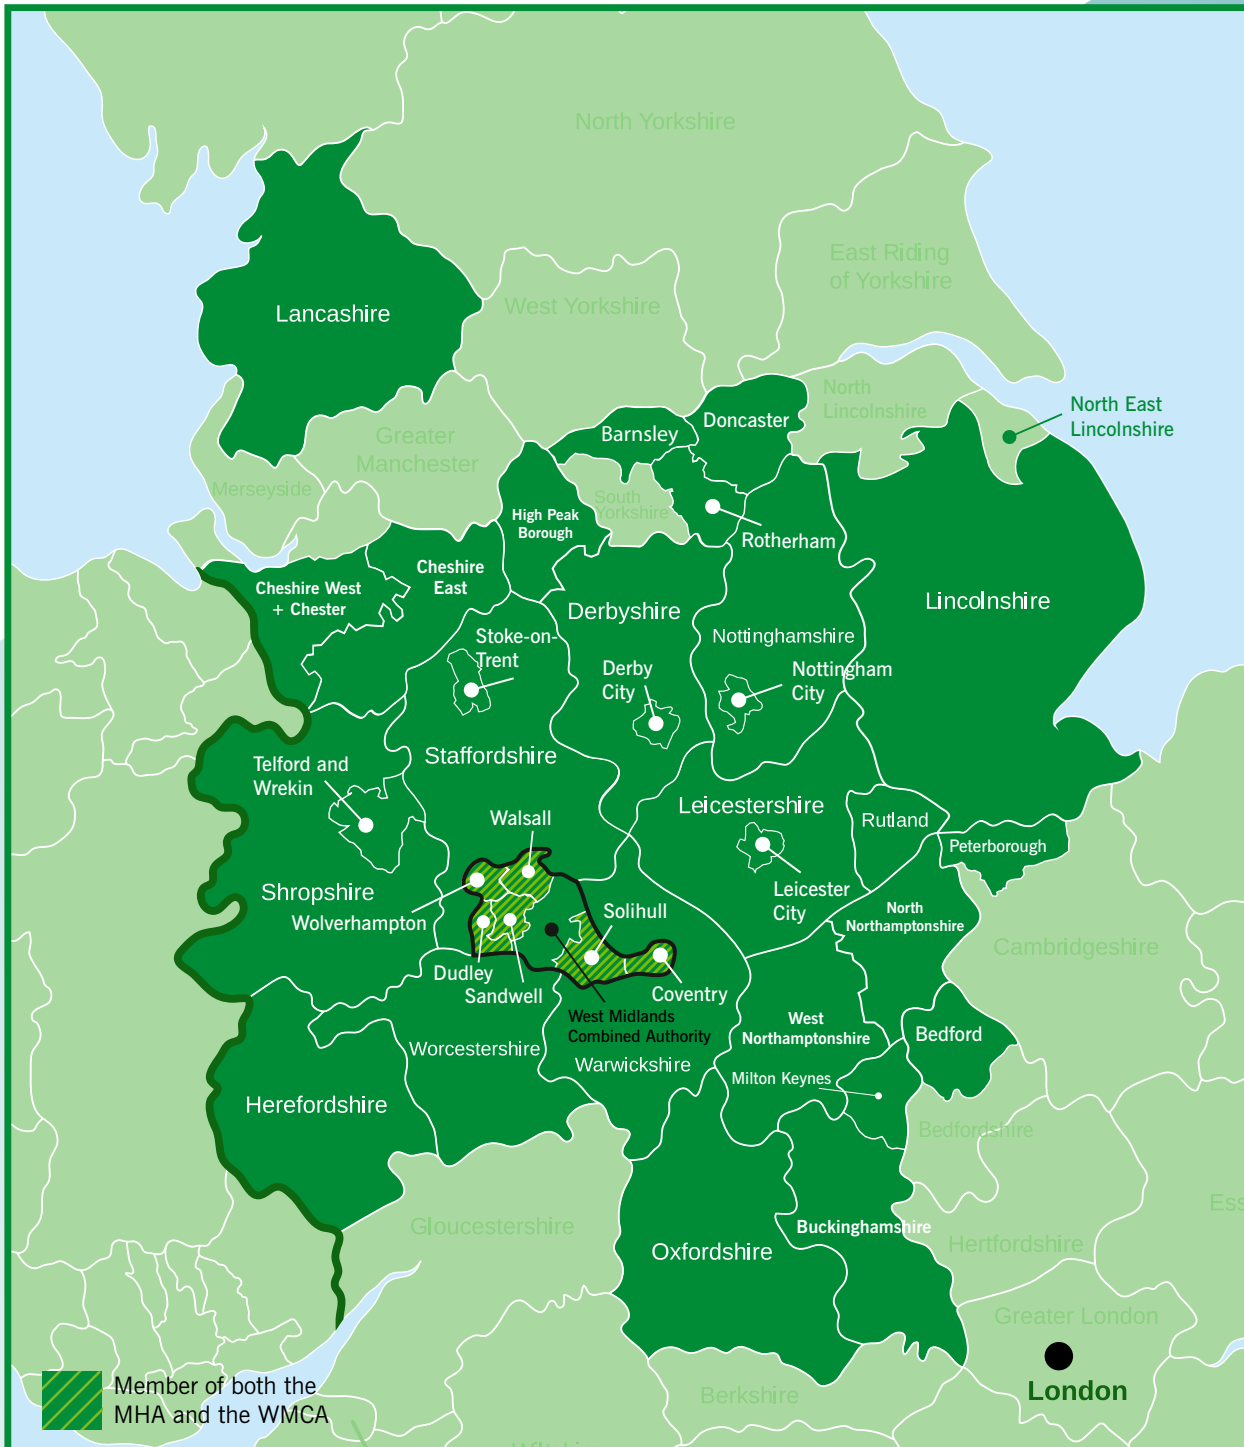 North Yorkshire
East Riding
of Yorkshire
West Yorkshire
Lancashire
North
Lincolnshire
North East
Lincolnshire
Doncaster
Barnsley
Greater
Manchester
Merseyside
South
Yorkshire
High Peak
Borough
Rotherham
Cheshire
East
Cheshire West
+ Chester
Derbyshire
Lincolnshire
Nottinghamshire
Stoke-on-
Trent
Derby
City
Nottingham
City
Staffordshire
Telford and
Wrekin
Leicestershire
Walsall
Rutland
Peterborough
Shropshire
Wolverhampton
Leicester
City
Solihull
North
Northamptonshire
Cambridgeshire
Dudley
Sandwell
Coventry
West Midlands
Combined Authority
West
Northamptonshire
Bedford
Worcestershire
Warwickshire
Milton Keynes
Herefordshire
Bedfordshire
Ess
Gloucestershire
Buckinghamshire
Hertfordshire
Oxfordshire
Greater London
London
Berkshire
Member of both the
MHA and the WMCA